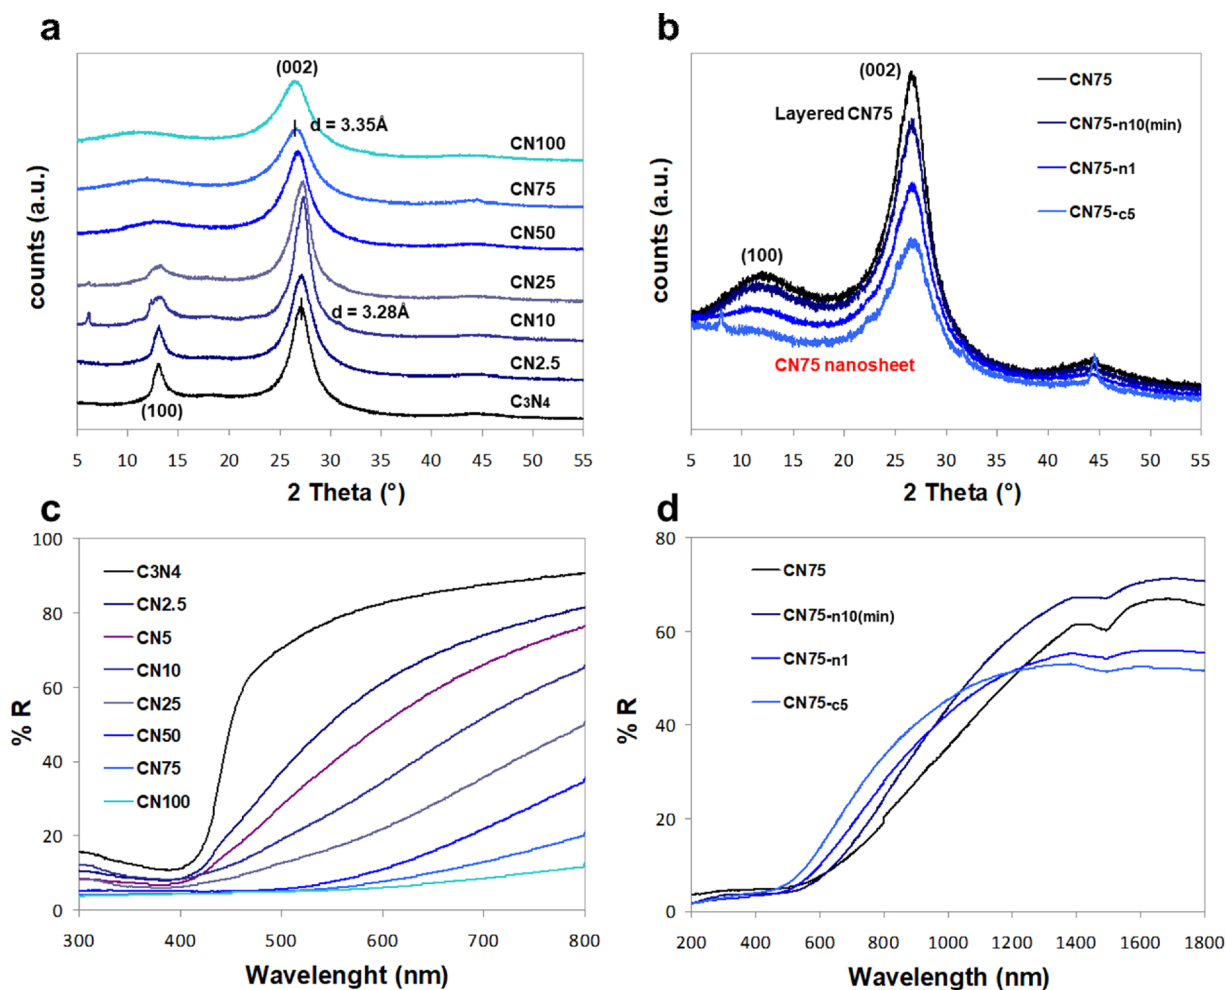 a
(002)
d = 3.35Å
CN100
CN75
CN50
CN25
d = 3.28Å
CN10
CN2.5
C3N4
(100)
counts (a.u.)
5 10 15 20 25 30 35 40 45 50 55
2 Theta (°)
b
(002)
Layered CN75
(100)
CN75 nanosheet
CN75
CN75-n10(min)
CN75-n1
CN75-c5
counts (a.u.)
5 10 15 20 25 30 35 40 45 50 55
2 Theta (°)
c
100
80
60
40
20
0
% R
C3N4
CN2.5
CN5
CN10
CN25
CN50
CN75
CN100
300 400 500 600 700 800
Wavelenght (nm)
d
80
60
40
20
0
% R
CN75
CN75-n10(min)
CN75-n1
CN75-c5
200 400 600 800 1000 1200 1400 1600 1800
Wavelength (nm)